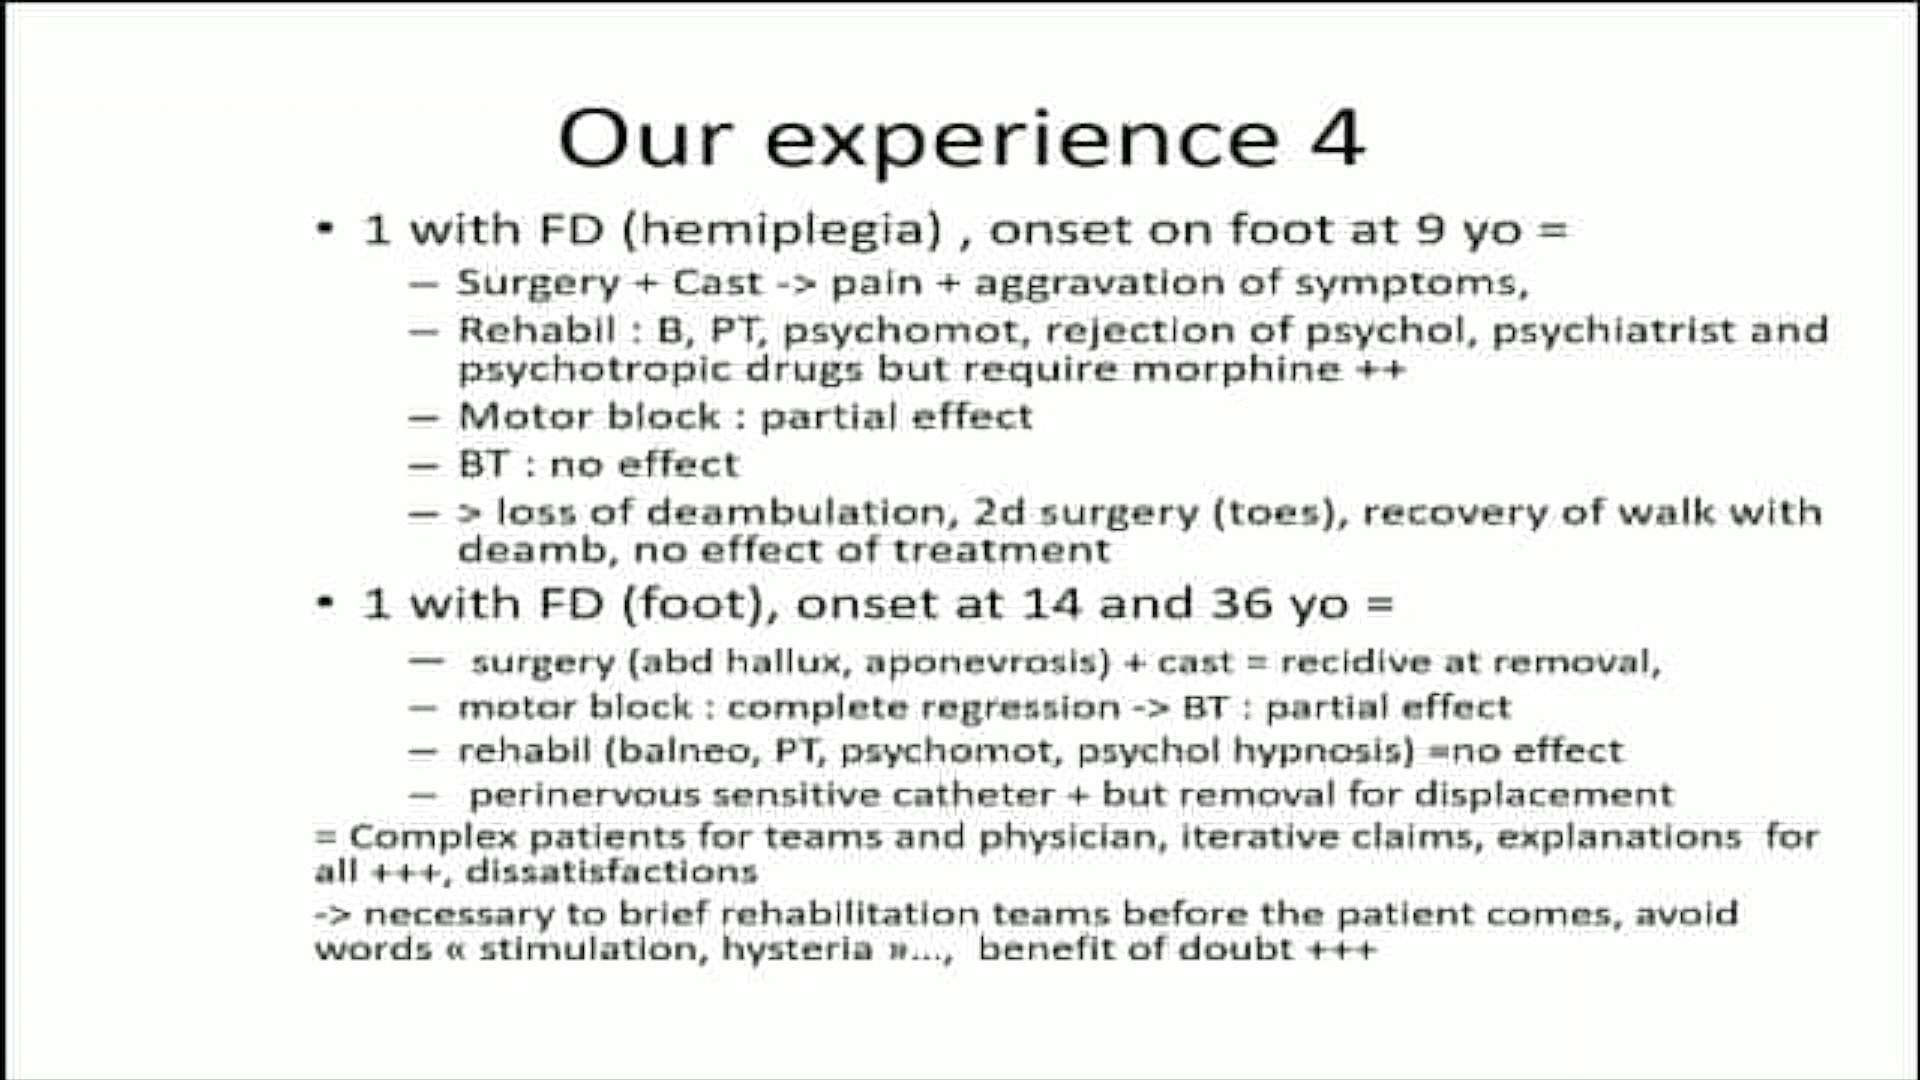 Our experience 4
• 1 with FD (hemiplegia) , onset on foot at 9 yo =
– Surgery + Cast -> pain + aggravation of symptoms,
– Rehabil : B, PT, psychomot, rejection of psychol, psychiatrist and
psychotropic drugs but require morphine ++
– Motor block : partial effect
– BT : no effect
– > loss of deambulation, 2d surgery (toes), recovery of walk with
deamb, no effect of treatment
• 1 with FD (foot), onset at 14 and 36 yo =
– surgery (abd hallux, aponevrosis) + cast = recidive at removal,
– motor block : complete regression -> BT : partial effect
– rehabil (balneo, PT, psychomot, psychol hypnosis) =no effect
– perinervous sensitive catheter + but removal for displacement
= Complex patients for teams and physician, iterative claims, explanations for
all +++, dissatisfactions
-> necessary to brief rehabilitation teams before the patient comes, avoid
words « stimulation, hysteria »..., benefit of doubt +++